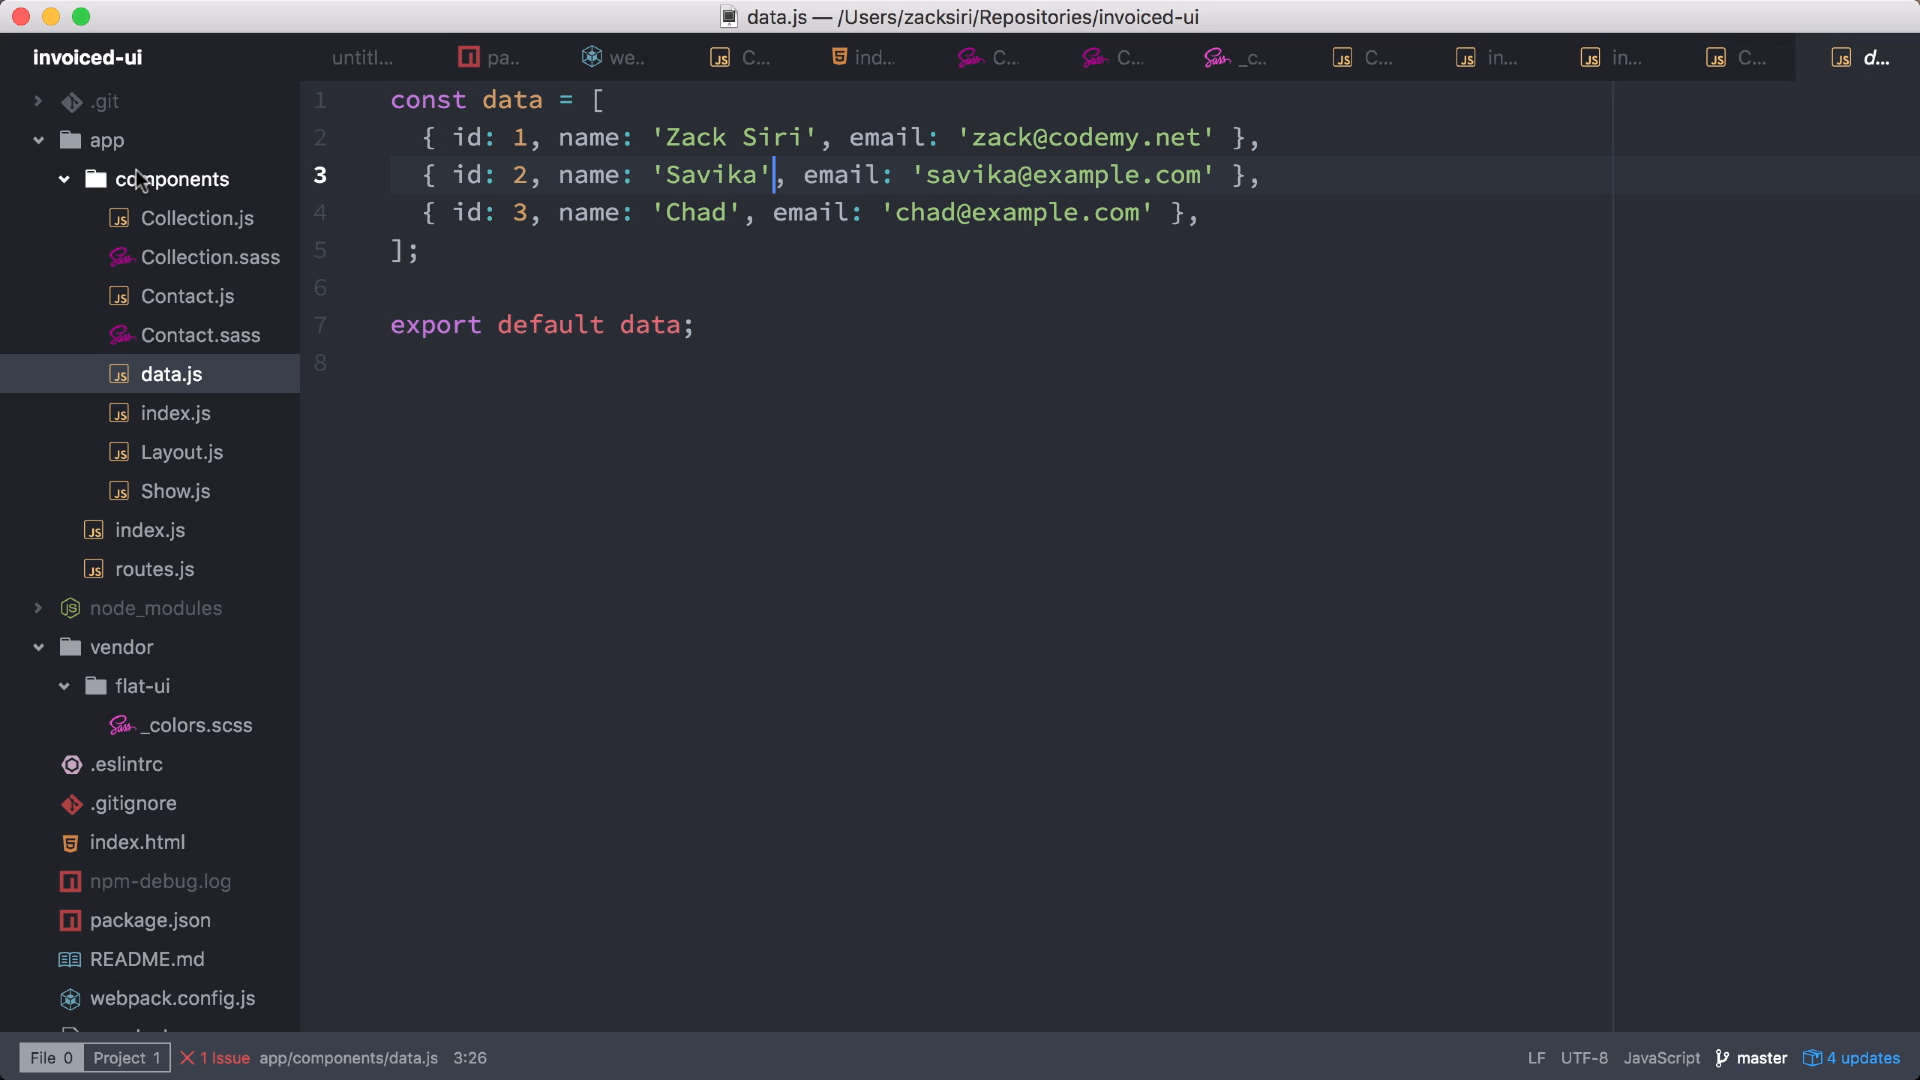 data.js — /Users/zacksiri/Repositories/invoiced-ui
invoiced-ui
untitl... pa.. we.. C... ind... C... C... _c.. C... in... in... C... d...
.git
app
components
Collection.js
Collection.sass
Contact.js
Contact.sass
data.js
index.js
Layout.js
Show.js
index.js
routes.js
node_modules
vendor
flat-ui
_colors.scss
.eslintrc
.gitignore
index.html
npm-debug.log
package.json
README.md
webpack.config.js
1 const data = [
2 { id: 1, name: 'Zack Siri', email: 'zack@codemy.net' },
3 { id: 2, name: 'Savika', email: 'savika@example.com' },
4 { id: 3, name: 'Chad', email: 'chad@example.com' },
5 ];
6
7 export default data;
8
File 0 Project 1 1 Issue app/components/data.js 3:26 LF UTF-8 JavaScript master 4 updates